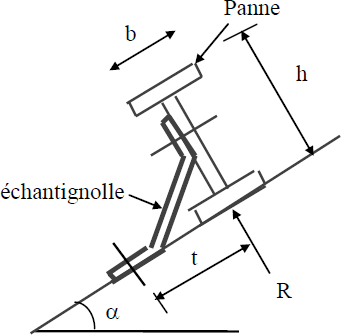 Panne
b
h
échantignolle
t
R
α